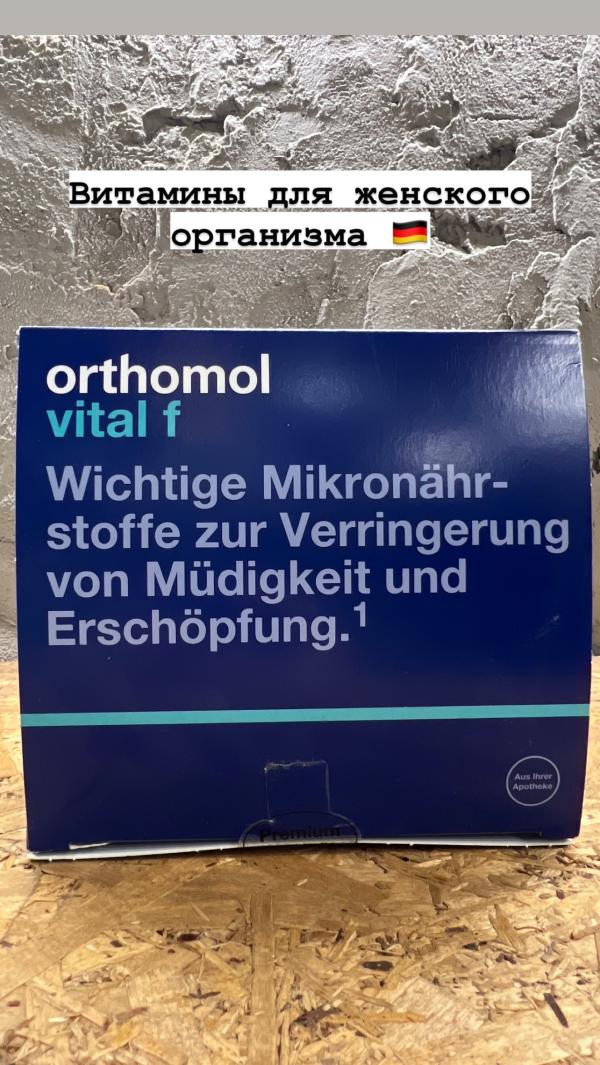 Витамины для женского
организма 🇩🇪
orthomol
vital f
Wichtige Mikronähr-
stoffe zur Verringerung
von Müdigkeit und
Erschöpfung.¹
Aus Ihrer
Apotheke
Premium